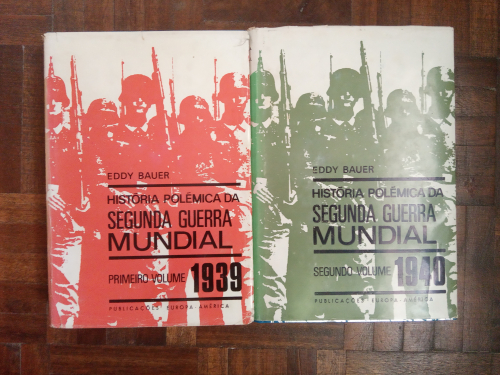 EDDY BAUER
HISTÓRIA POLÉMICA DA
SEGUNDA GUERRA
MUNDIAL
PRIMEIRO VOLUME 1939
PUBLICAÇÕES EUROPA-AMÉRICA
EDDY BAUER
HISTÓRIA POLÉMICA DA
SEGUNDA GUERRA
MUNDIAL
SEGUNDO VOLUME 1940
PUBLICAÇÕES EUROPA-AMÉRICA